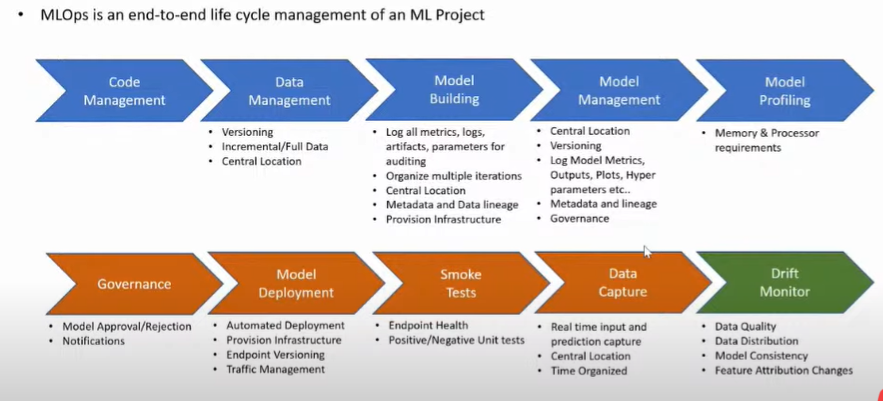 MLOps is an end-to-end life cycle management of an ML Project
Code
Management
Data
Management
Model
Building
Model
Management
Model
Profiling
Versioning
Incremental/Full Data
Central Location
Log all metrics, logs,
artifacts, parameters for
auditing
Organize multiple iterations
Central Location
Metadata and Data lineage
Provision Infrastructure
Central Location
Versioning
Log Model Metrics,
Outputs, Plots, Hyper
parameters etc..
Metadata and lineage
Governance
Memory & Processor
requirements
Governance
Model
Deployment
Smoke
Tests
Data
Capture
Drift
Monitor
Model Approval/Rejection
Notifications
Automated Deployment
Provision Infrastructure
Endpoint Versioning
Traffic Management
Endpoint Health
Positive/Negative Unit tests
Real time input and
prediction capture
Central Location
Time Organized
Data Quality
Data Distribution
Model Consistency
Feature Attribution Changes